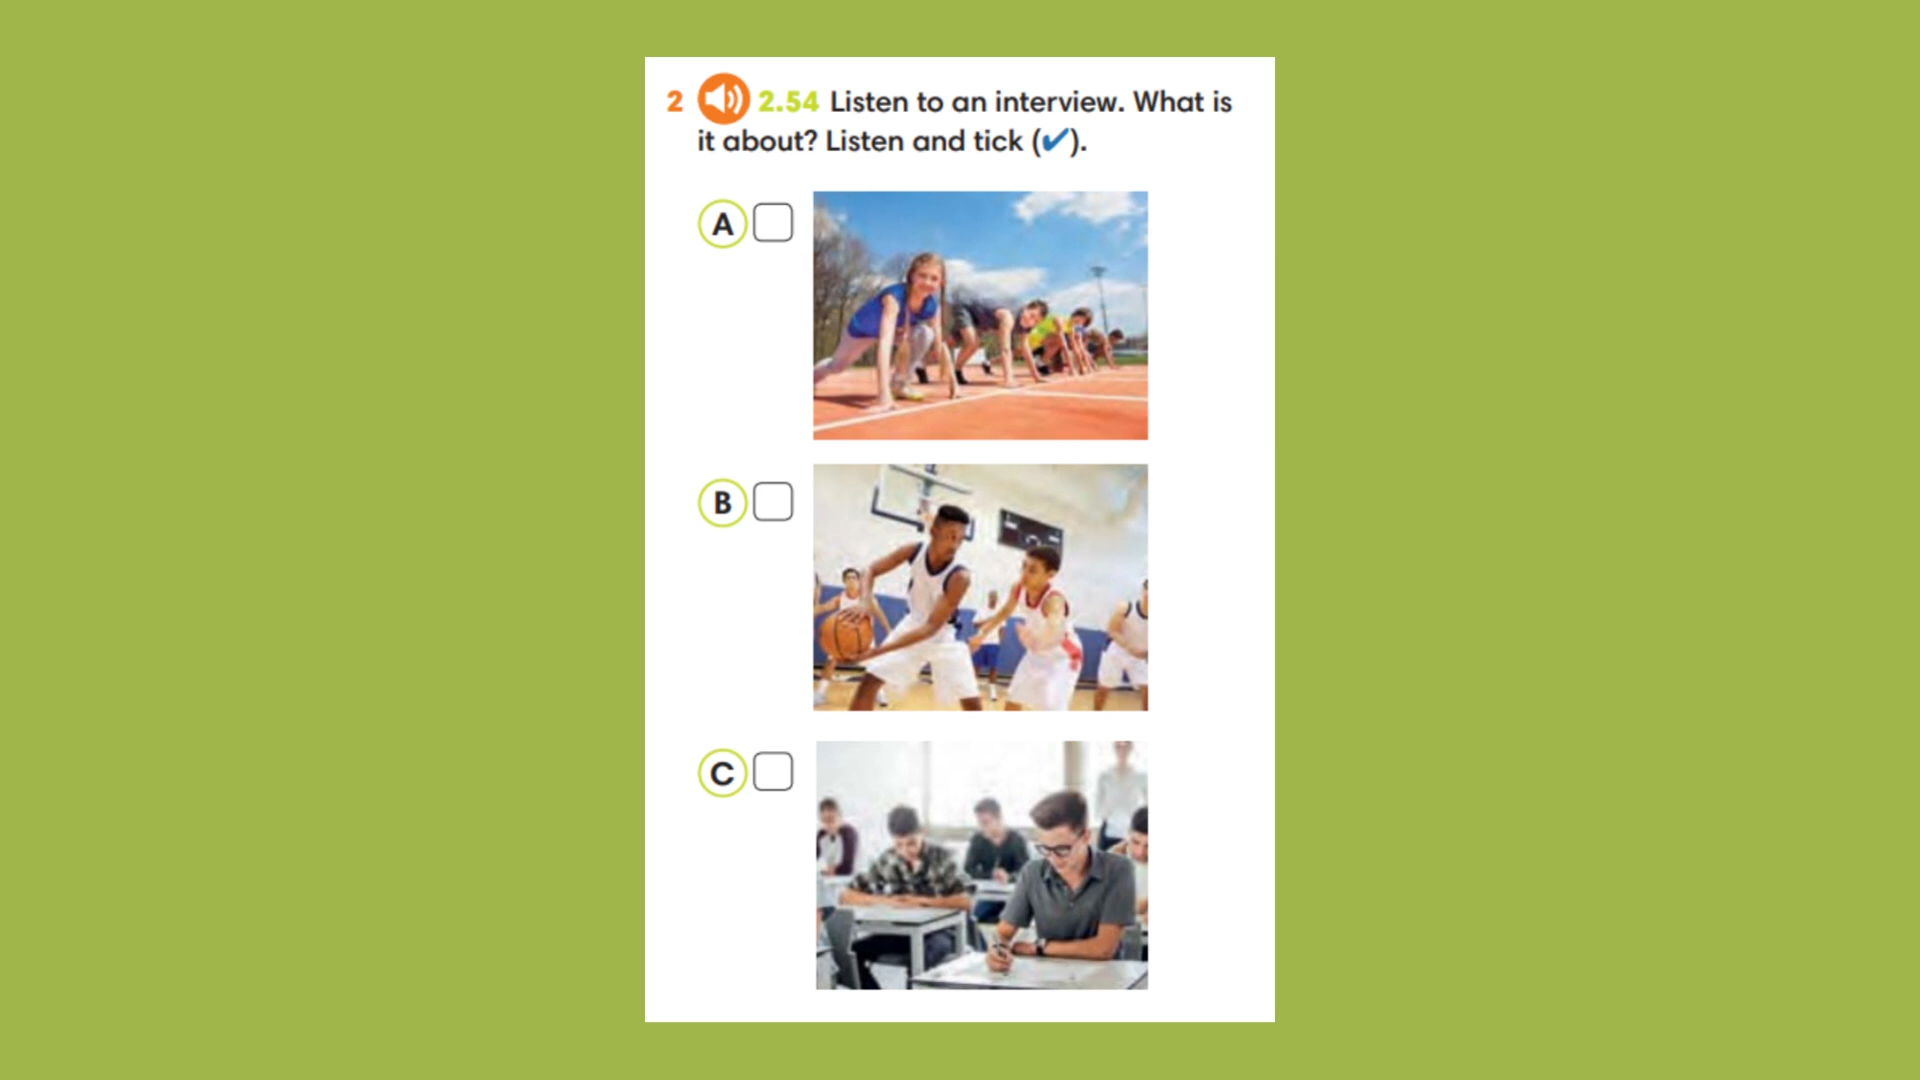 2 2.54 Listen to an interview. What is
it about? Listen and tick (✔).
A
B
C